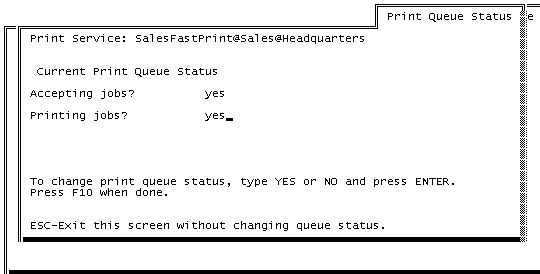 Print Queue Status e
Print Service: SalesFastPrint@Sales@Headquarters
Current Print Queue Status
Accepting jobs? yes
Printing jobs? yes
To change print queue status, type YES or NO and press ENTER.
Press F10 when done.
ESC-Exit this screen without changing queue status.